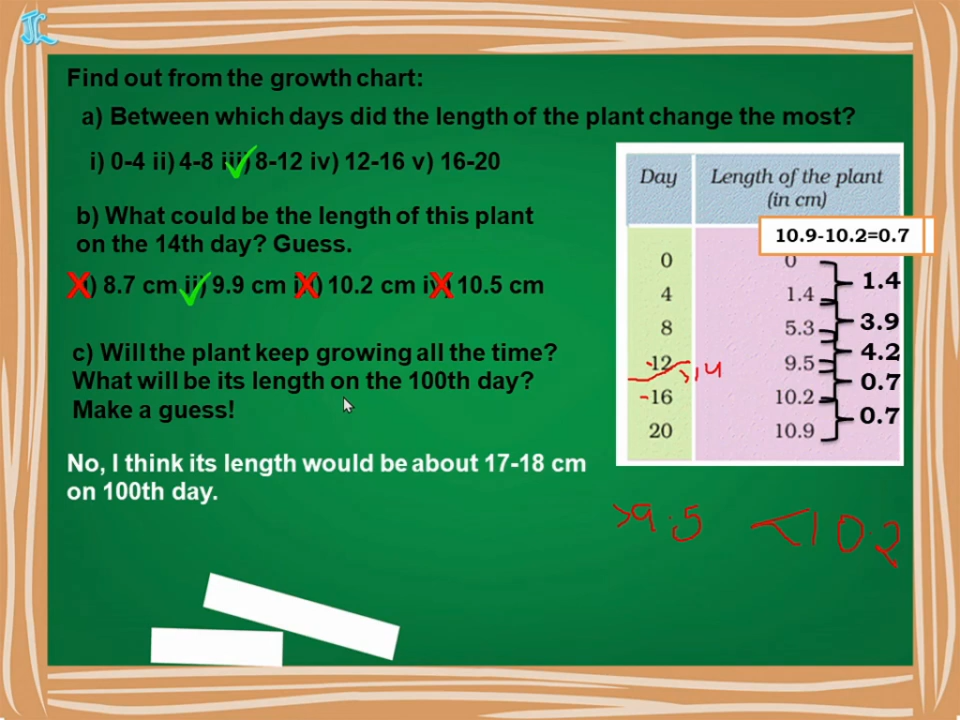 JL
Find out from the growth chart:
a) Between which days did the length of the plant change the most?
i) 0-4 ii) 4-8 iii) 8-12 iv) 12-16 v) 16-20
b) What could be the length of this plant
on the 14th day? Guess.
i) 8.7 cm ii) 9.9 cm iii) 10.2 cm iv) 10.5 cm
c) Will the plant keep growing all the time?
What will be its length on the 100th day?
Make a guess!
No, I think its length would be about 17-18 cm
on 100th day.
Day Length of the plant
(in cm)
10.9-10.2=0.7
0 0
1.4
4 1.4
3.9
8 5.3
4.2
12 9.5
14
0.7
16 10.2
0.7
20 10.9
>9.5 <10.2